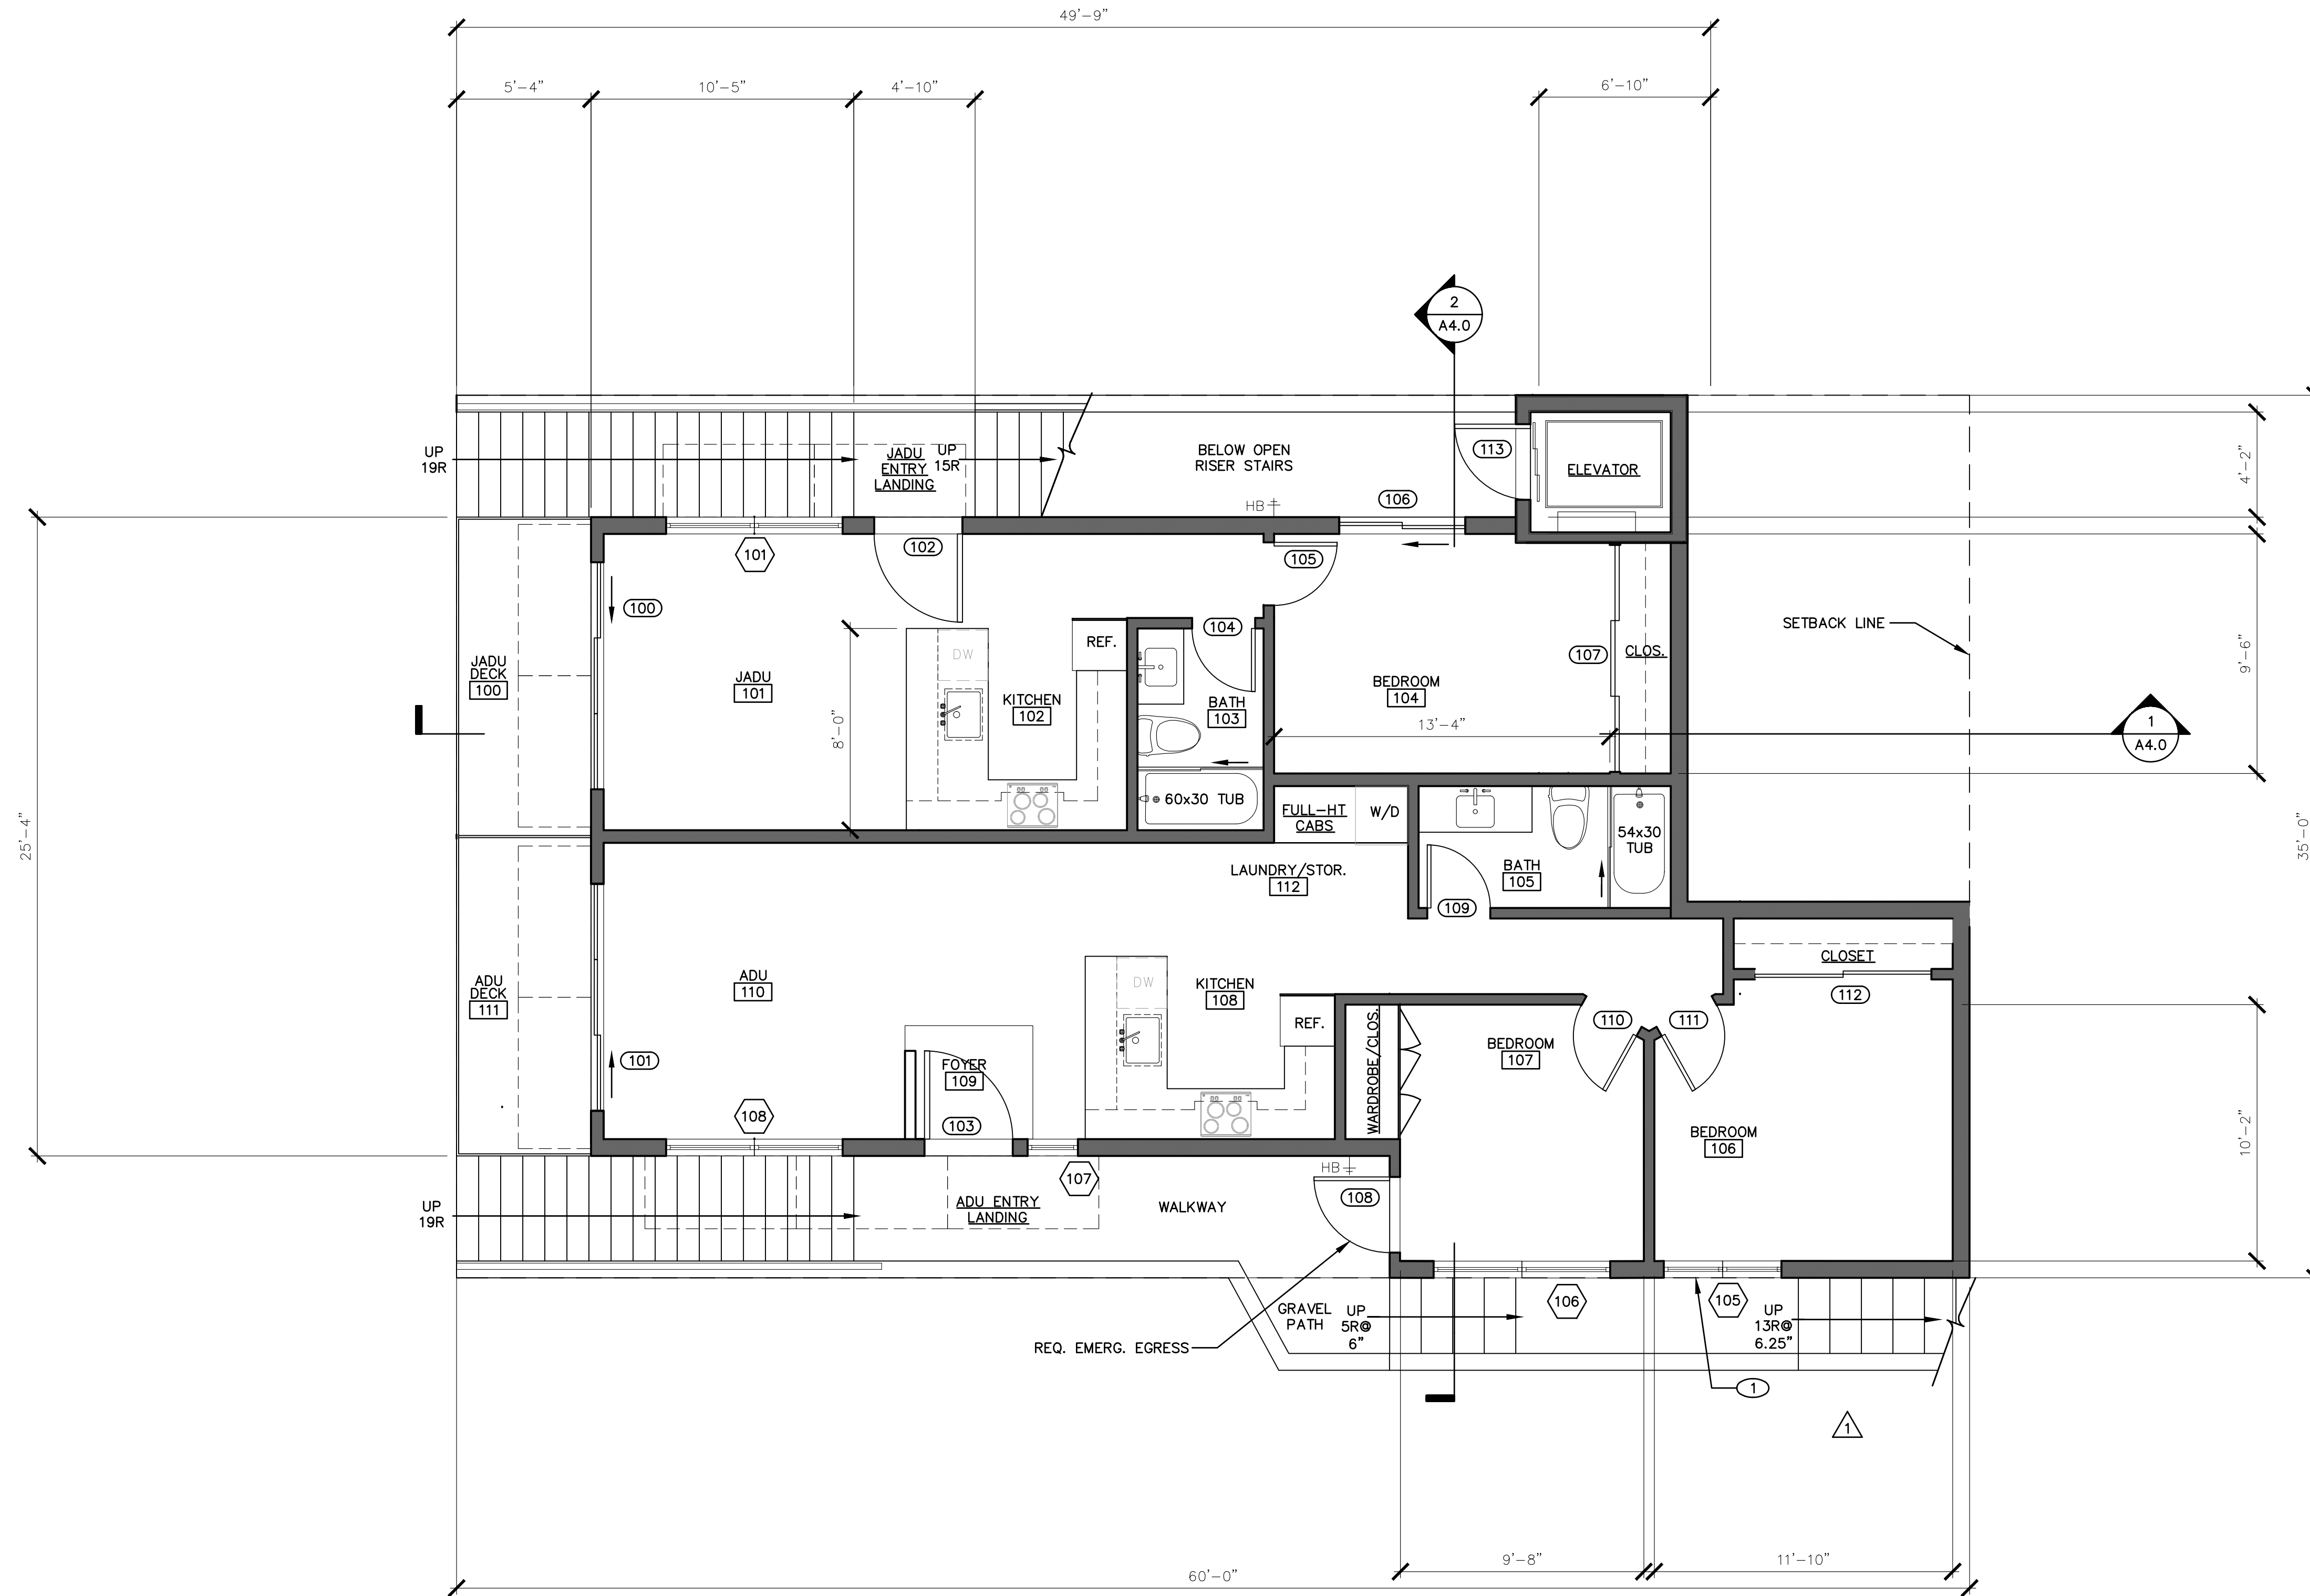 49'-9"
5'-4"
10'-5"
4'-10"
6'-10"
2
A4.0
UP
19R
JADU
ENTRY
LANDING
UP
15R
BELOW OPEN
RISER STAIRS
113
ELEVATOR
4'-2"
HB
106
101
102
105
100
104
SETBACK LINE
9'-6"
JADU
DECK
100
JADU
101
8'-0"
DW
REF.
KITCHEN
102
BATH
103
BEDROOM
104
13'-4"
107
CLOS.
1
A4.0
60x30 TUB
FULL-HT
CABS
W/D
54x30
TUB
25'-4"
35'-0"
LAUNDRY/STOR.
112
BATH
105
109
CLOSET
112
ADU
DECK
111
ADU
110
DW
KITCHEN
108
REF.
WARDROBE/CLOS.
110
111
BEDROOM
107
101
FOYER
109
108
103
BEDROOM
106
10'-2"
UP
19R
ADU ENTRY
LANDING
107
WALKWAY
HB
108
GRAVEL
PATH
UP
5R@
6"
106
105
UP
13R@
6.25"
REQ. EMERG. EGRESS
1
1
9'-8"
11'-10"
60'-0"